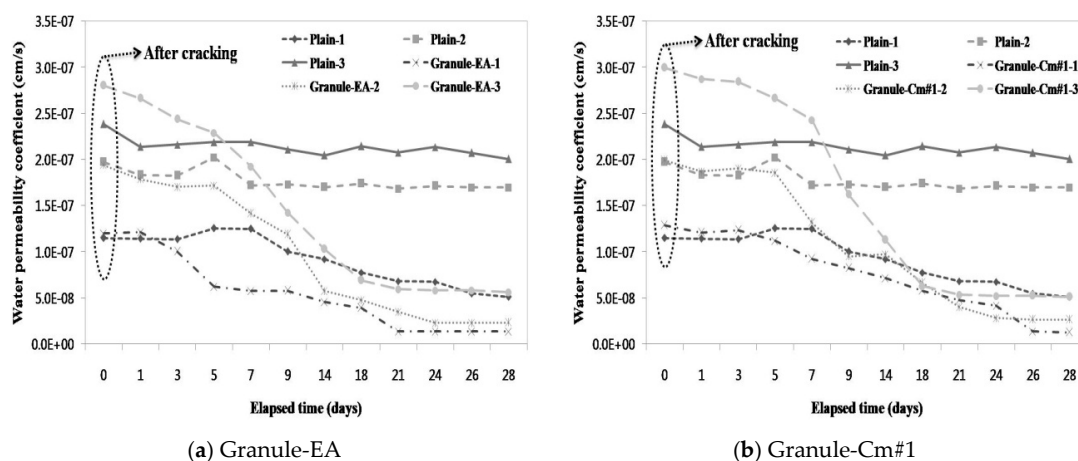 3.5E-07
3.0E-07
2.5E-07
2.0E-07
1.5E-07
1.0E-07
5.0E-08
0.0E+00
Water permeability coefficient (cm/s)
After cracking
Plain-1 Plain-2
Plain-3 Granule-EA-1
Granule-EA-2 Granule-EA-3
0 1 3 5 7 9 14 18 21 24 26 28
Elapsed time (days)
(a) Granule-EA
3.5E-07
3.0E-07
2.5E-07
2.0E-07
1.5E-07
1.0E-07
5.0E-08
0.0E+00
Water permeability coefficient (cm/s)
After cracking
Plain-1 Plain-2
Plain-3 Granule-Cm#1-1
Granule-Cm#1-2 Granule-Cm#1-3
0 1 3 5 7 9 14 18 21 24 26 28
Elapsed time (days)
(b) Granule-Cm#1